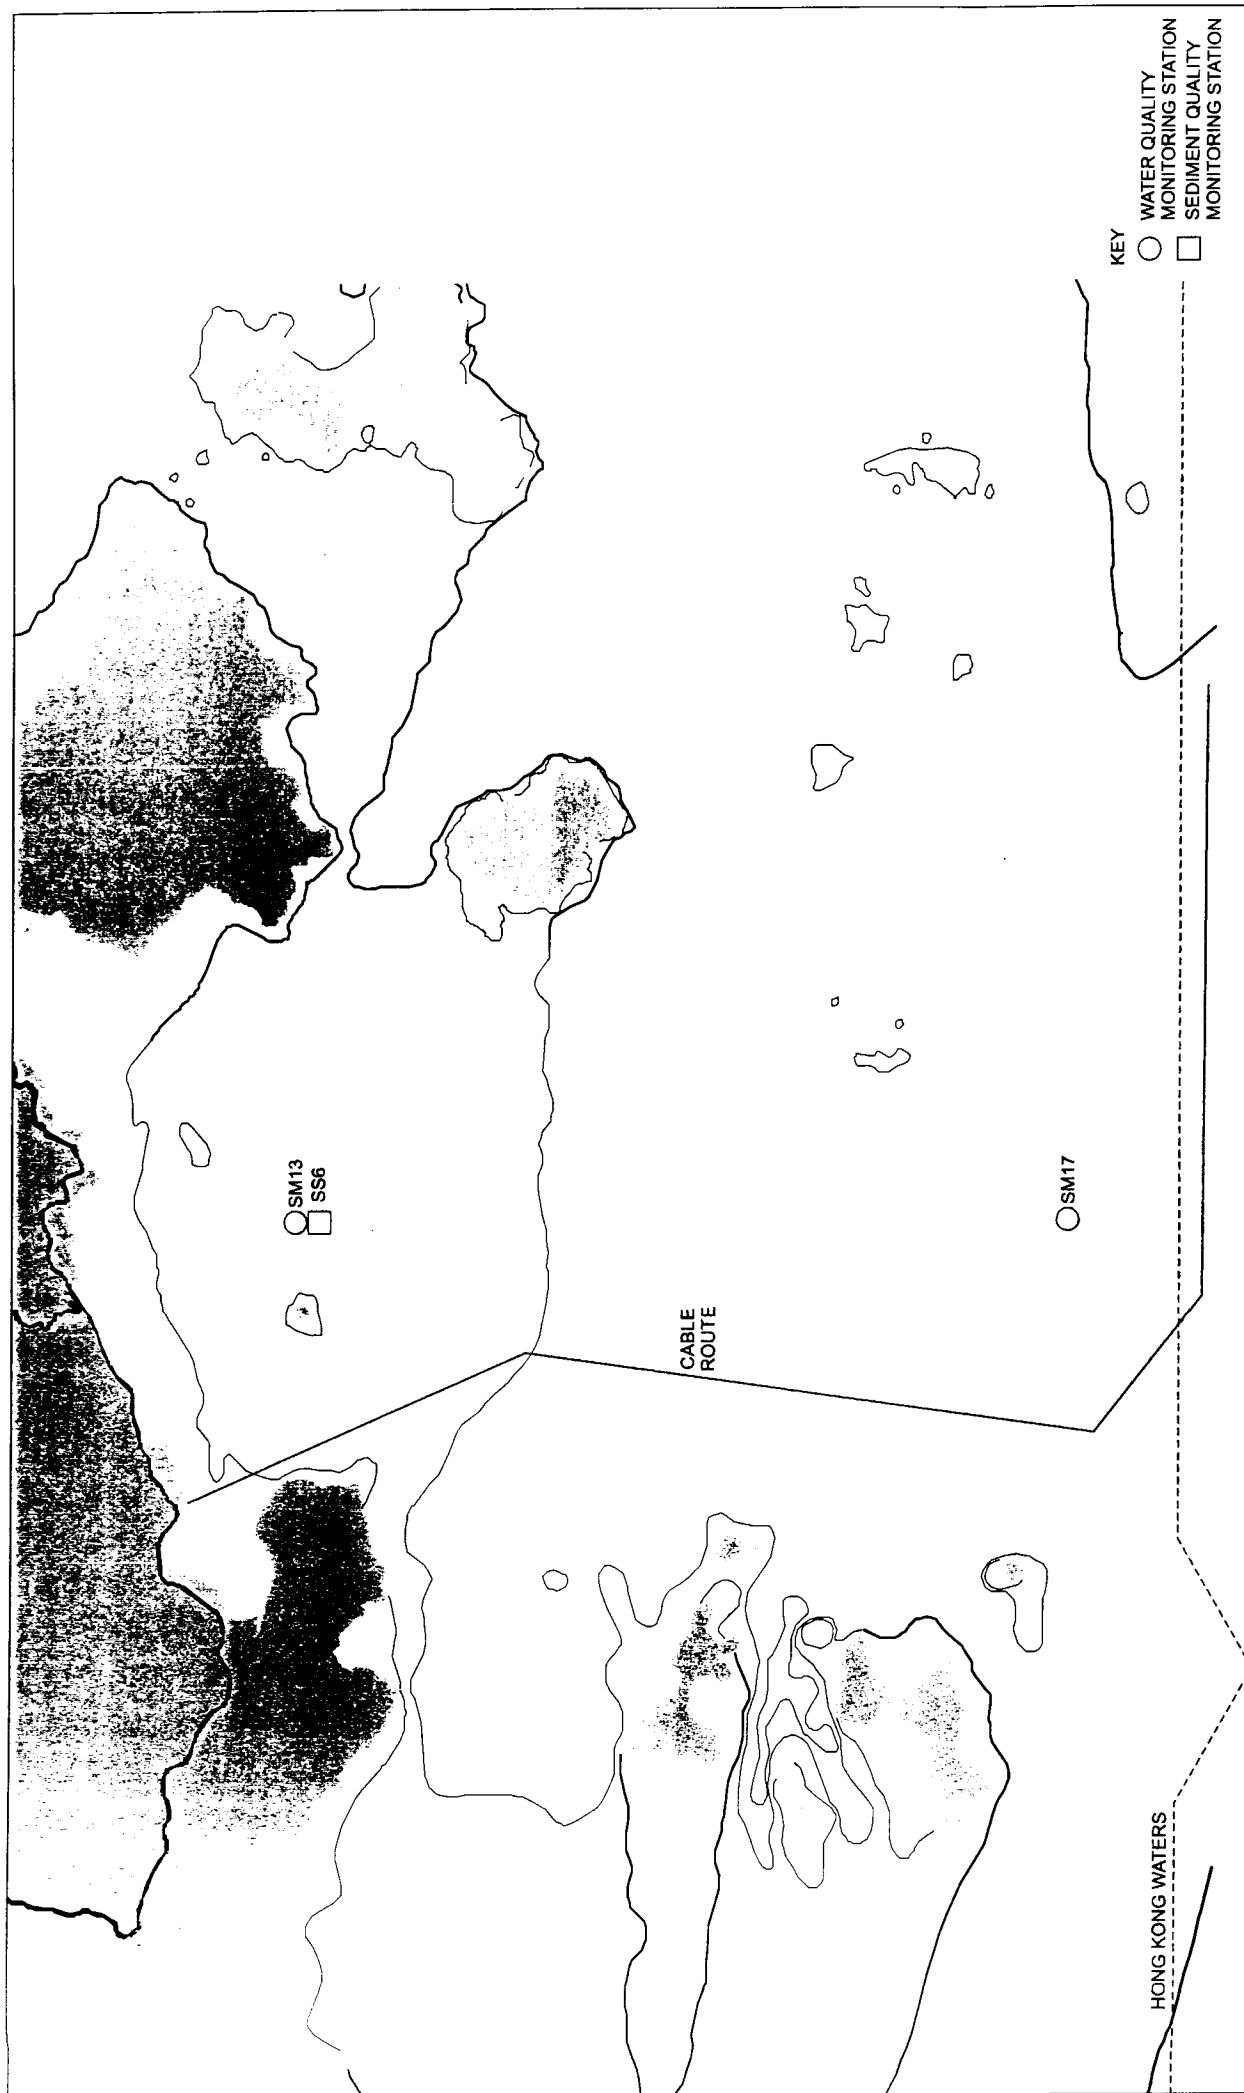 SM13
SS6
CABLE
ROUTE
SM17
HONG KONG WATERS
KEY
WATER QUALITY
MONITORING STATION
SEDIMENT QUALITY
MONITORING STATION